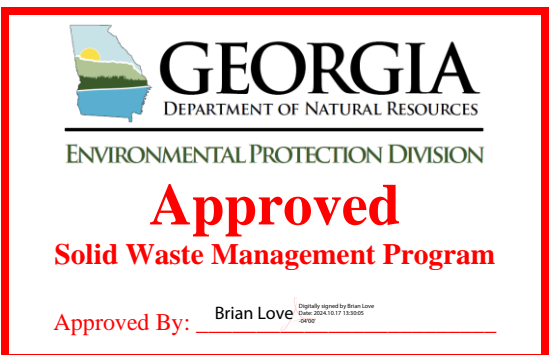 GEORGIA
DEPARTMENT OF NATURAL RESOURCES
ENVIRONMENTAL PROTECTION DIVISION
Approved
Solid Waste Management Program
Approved By: Brian Love
Digitally signed by Brian Love
Date: 2024.10.17 13:30:05
-04'00'